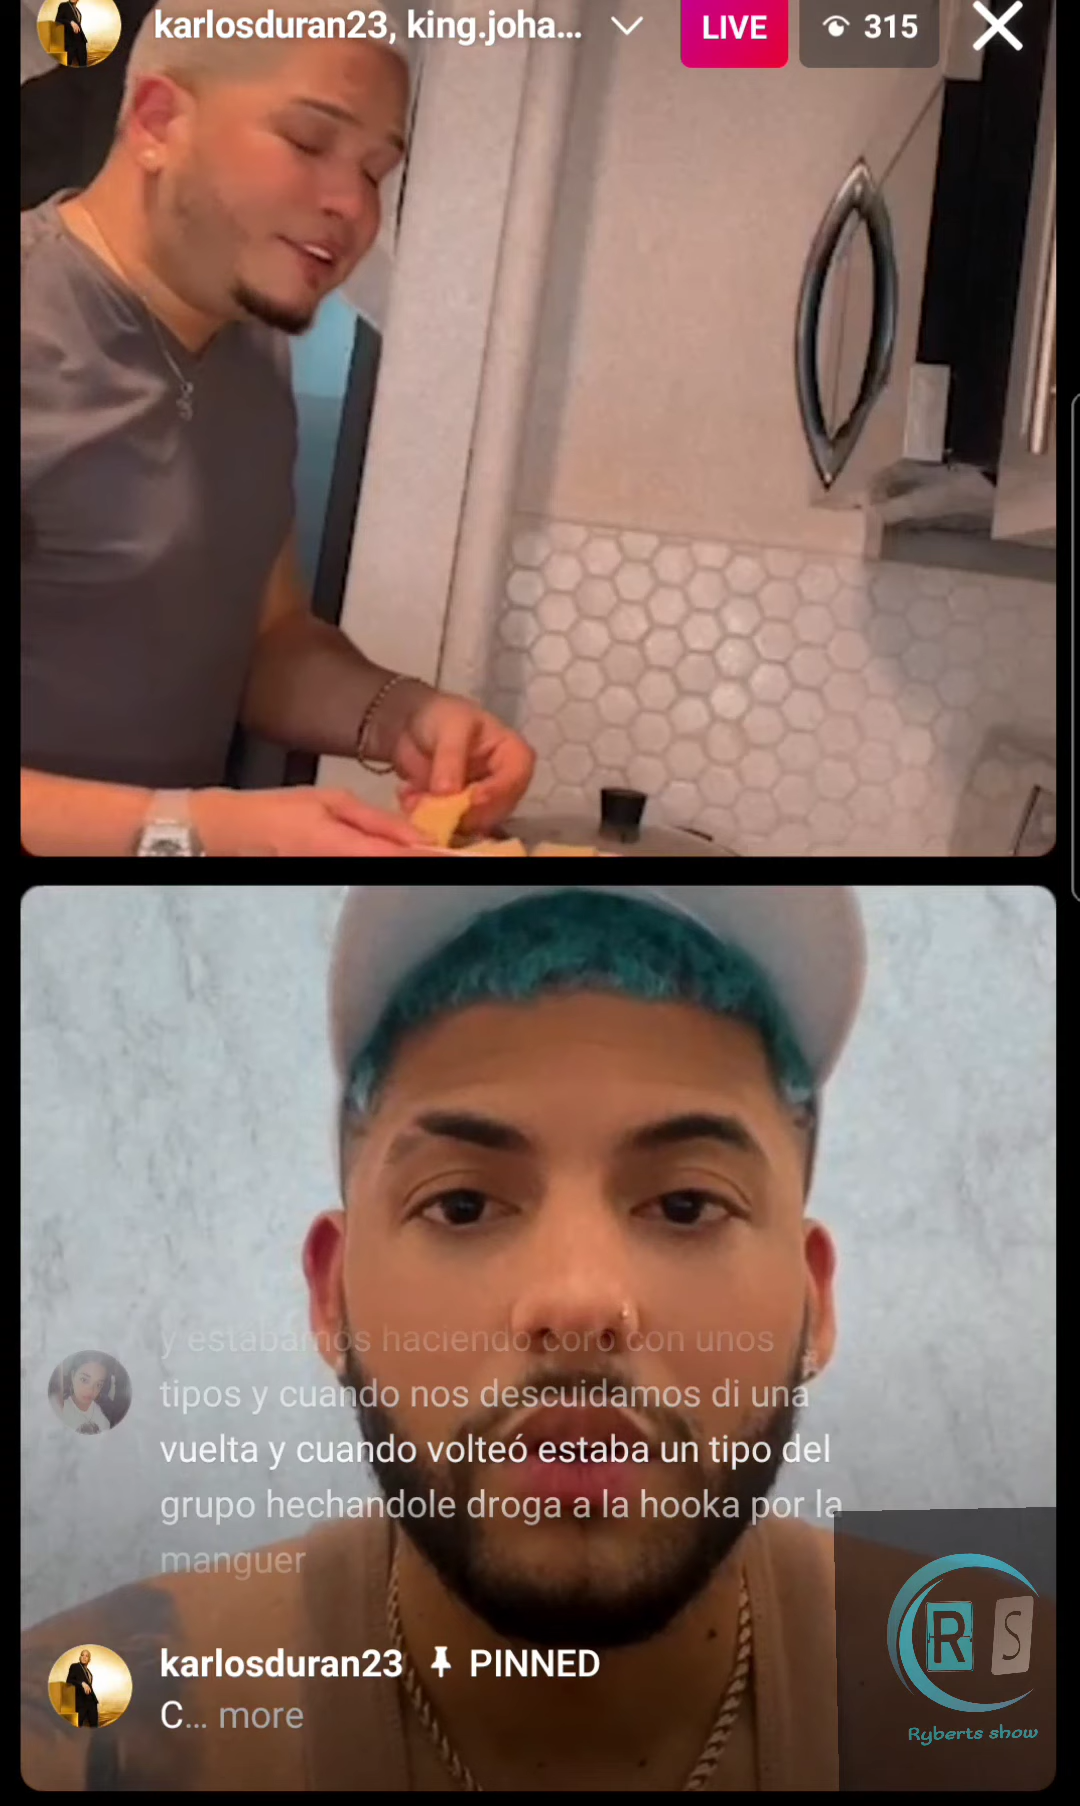 karlosduran23, king.joha...
LIVE
315
y estabamos haciendo coro con unos
tipos y cuando nos descuidamos di una
vuelta y cuando volteó estaba un tipo del
grupo hechandole droga a la hooka por la
manguer
karlosduran23 PINNED
C... more
R S
Ryberts show